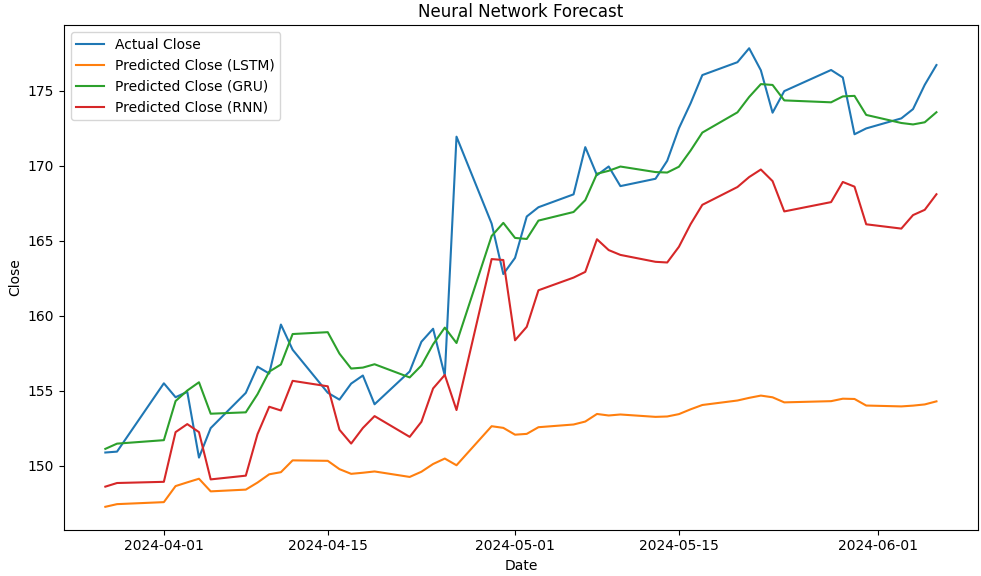 Neural Network Forecast
Actual Close
Predicted Close (LSTM)
Predicted Close (GRU)
Predicted Close (RNN)
175
170
165
160
155
150
Close
2024-04-01
2024-04-15
2024-05-01
2024-05-15
2024-06-01
Date